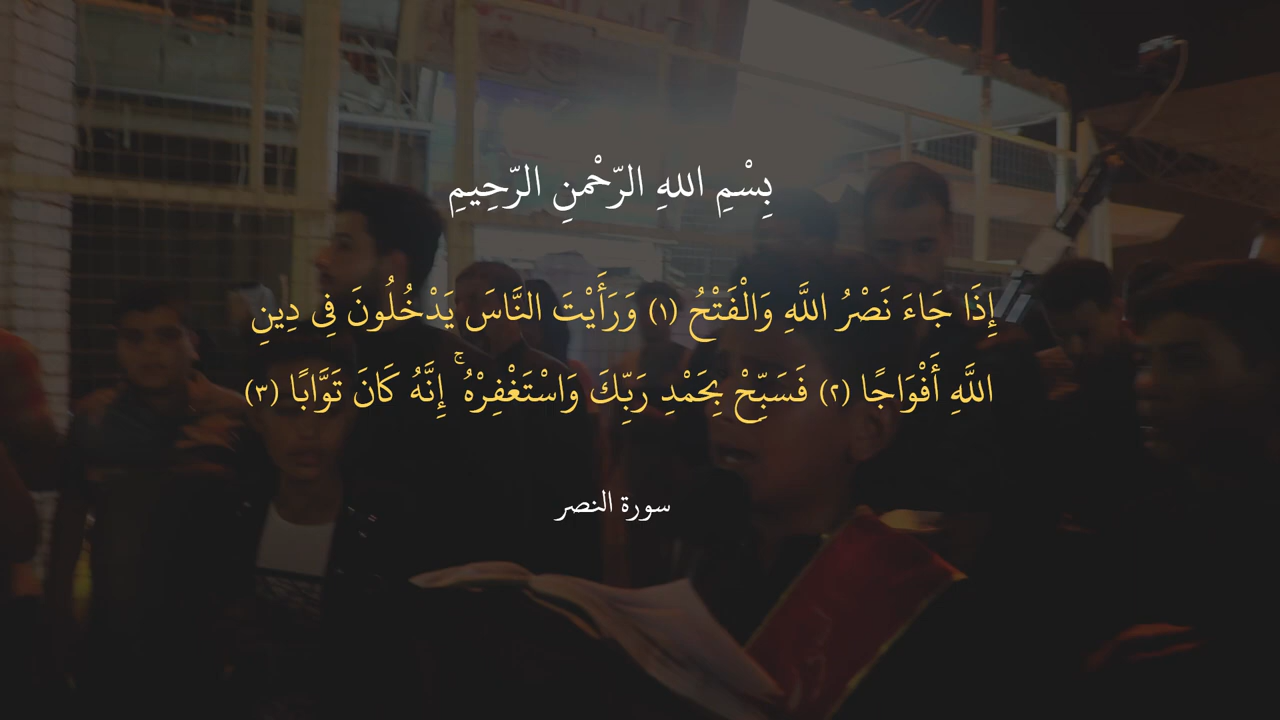 بِسْمِ اللهِ الرّحْمنِ الرّحِيمِ
إِذَا جَاءَ نَصْرُ اللَّهِ وَالْفَتْحُ (١) وَرَأَيْتَ النَّاسَ يَدْخُلُونَ فِى دِينِ
اللَّهِ أَفْوَاجًا (٢) فَسَبِّحْ بِحَمْدِ رَبِّكَ وَاسْتَغْفِرْهُ ۚ إِنَّهُ كَانَ تَوَّابًا (٣)
سورة النصر